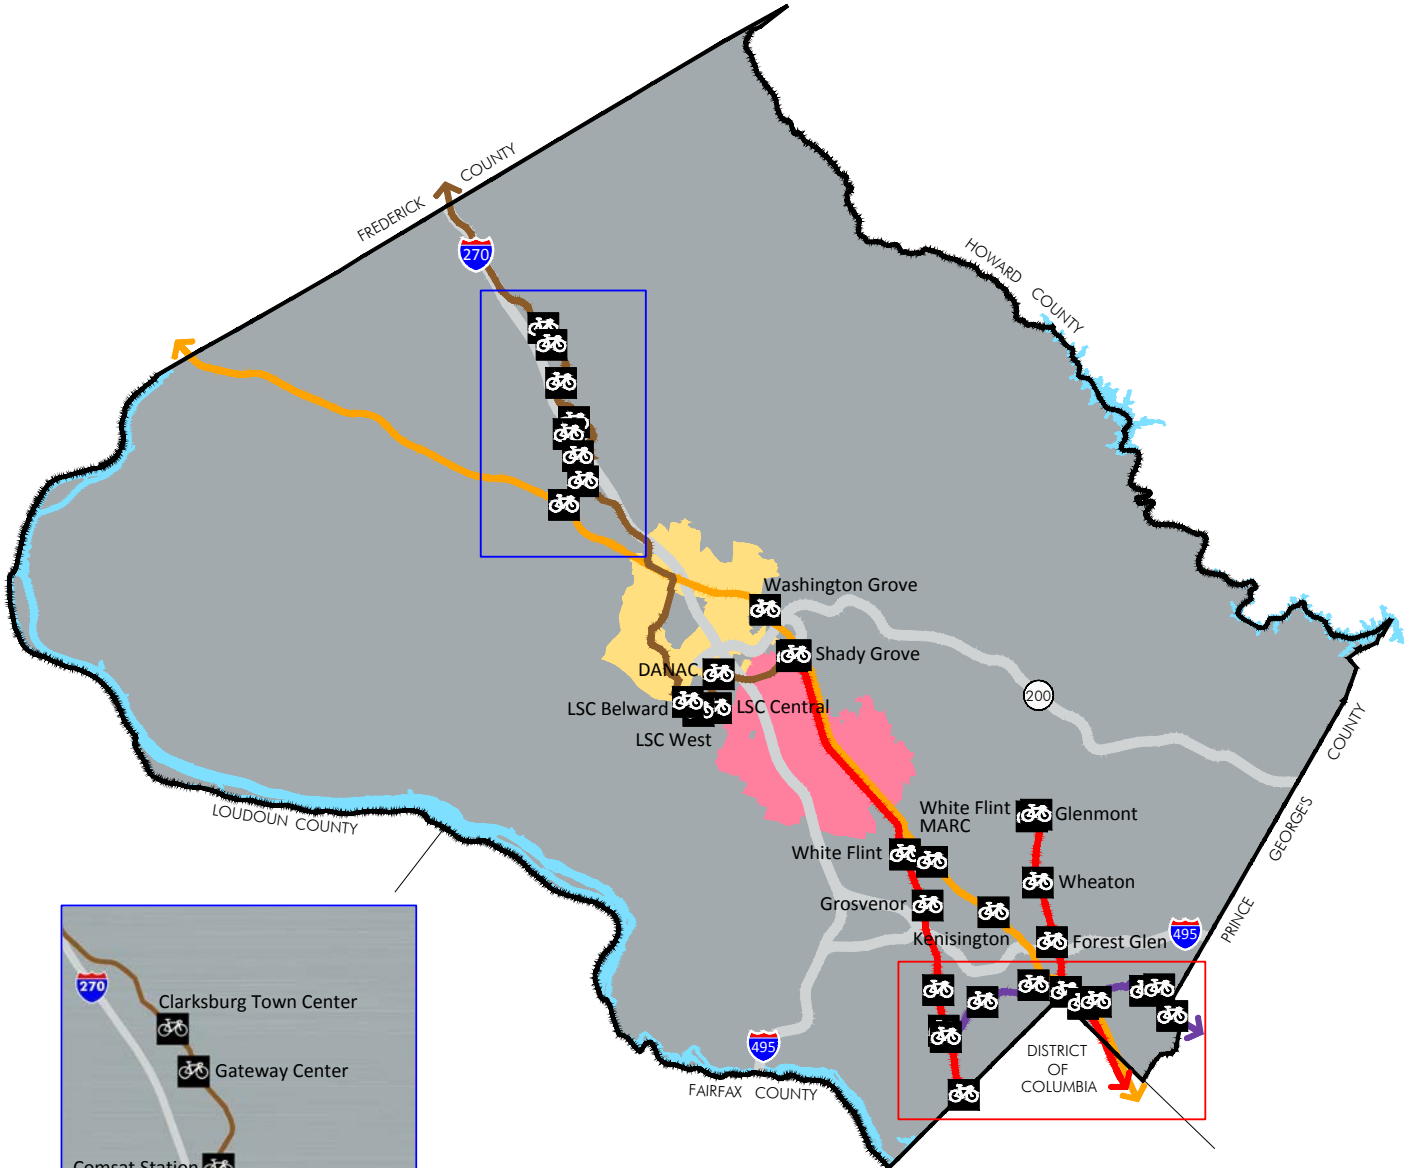 COUNTY
FREDERICK
270
HOWARD COUNTY
Washington Grove
Shady Grove
DANAC
200
LSC Belward
LSC Central
LSC West
COUNTY
GEORGE'S
PRINCE
LOUDOUN COUNTY
White Flint
MARC
Glenmont
White Flint
Wheaton
Grosvenor
Kenisington
Forest Glen
495
495
DISTRICT
OF
COLUMBIA
FAIRFAX COUNTY
270
Clarksburg Town Center
Gateway Center
Comsat Station